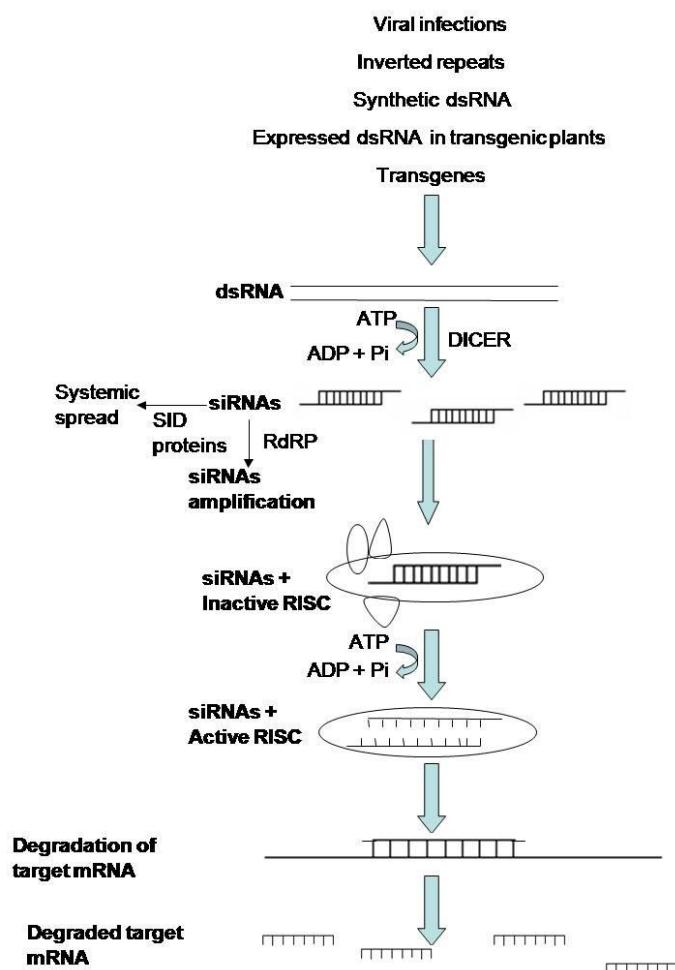 Viral infections
Inverted repeats
Synthetic dsRNA
Expressed dsRNA in transgenic plants
Transgenes
dsRNA
ATP
DICER
ADP + Pi
Systemic
spread
siRNAs
SID
proteins
RdRP
siRNAs
amplification
siRNAs +
Inactive RISC
ATP
ADP + Pi
siRNAs +
Active RISC
Degradation of
target mRNA
Degraded target
mRNA